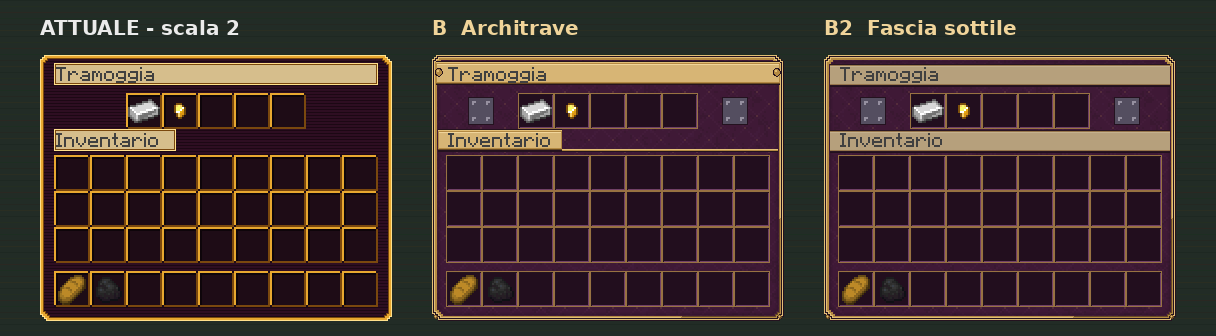 ATTUALE - scala 2
Tramoggia
Inventario
B Architrave
Tramoggia
Inventario
B2 Fascia sottile
Tramoggia
Inventario